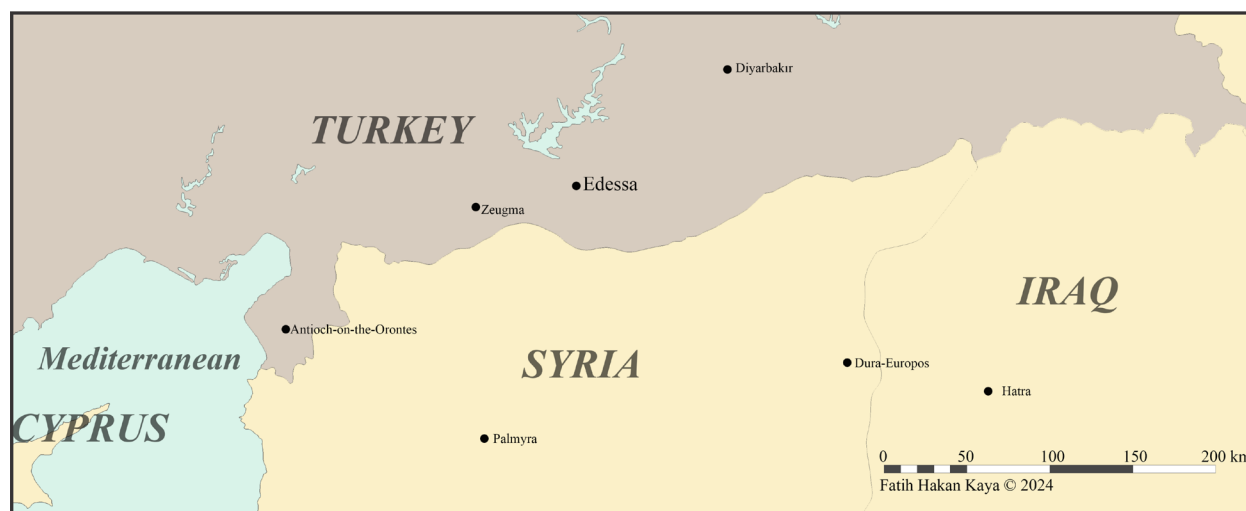 Diyarbakır
TURKEY
Edessa
Zeugma
IRAQ
Antioch-on-the-Orontes
Mediterranean
SYRIA
Dura-Europos
Hatra
CYPRUS
Palmyra
0 50 100 150 200 km
Fatih Hakan Kaya © 2024